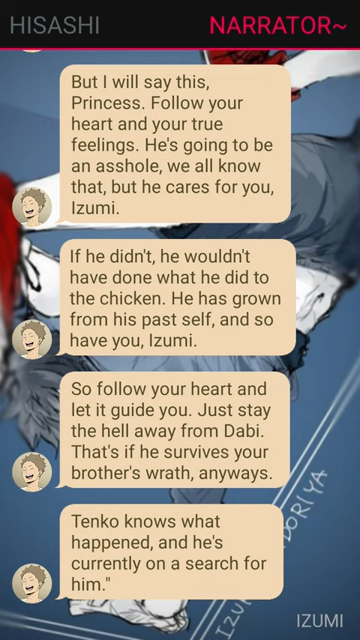 HISASHI NARRATOR~
But I will say this,
Princess. Follow your
heart and your true
feelings. He's going to be
an asshole, we all know
that, but he cares for you,
Izumi.
If he didn't, he wouldn't
have done what he did to
the chicken. He has grown
from his past self, and so
have you, Izumi.
So follow your heart and
let it guide you. Just stay
the hell away from Dabi.
That's if he survives your
brother's wrath, anyways.
Tenko knows what
happened, and he's
currently on a search for
him."
IZUMI